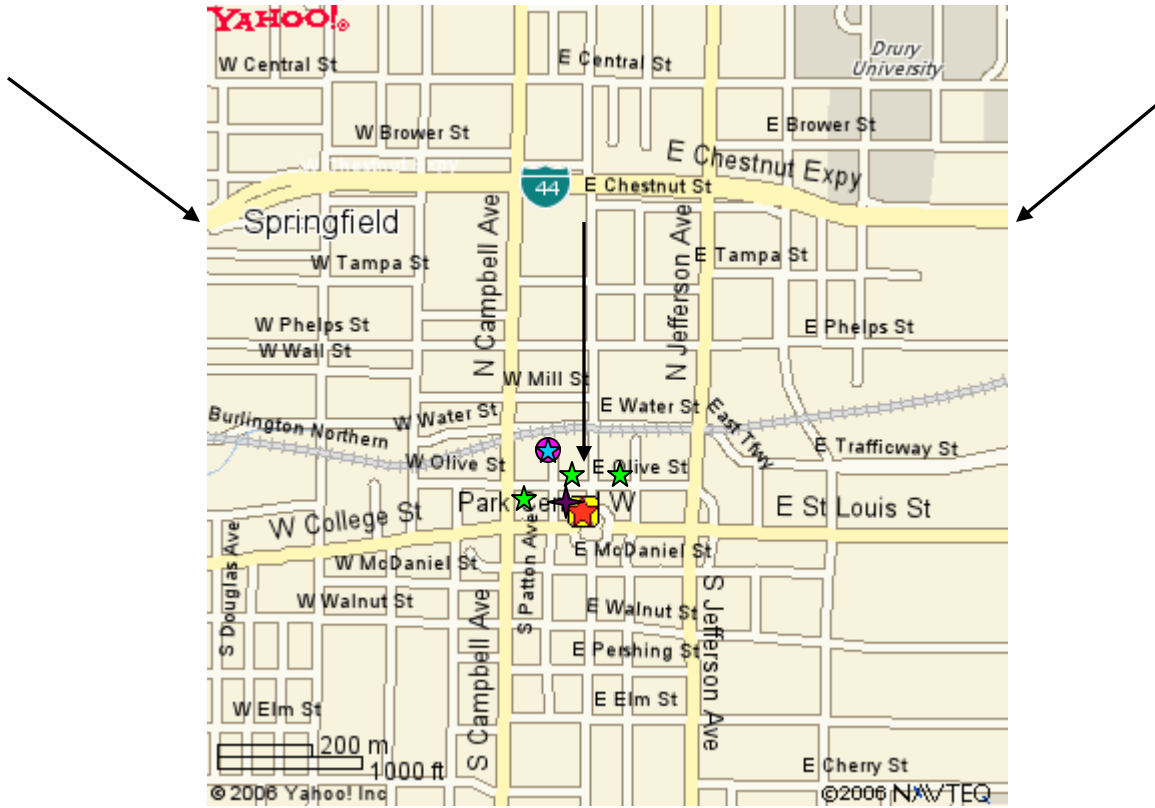 YAHOO!®
W Central St
E Central St
Drury
University
W Brower St
E Brower St
W Chestnut Expy
E Chestnut Expy
44
E Chestnut St
Springfield
N Campbell Ave
N Jefferson Ave
W Tampa St
E Tampa St
W Phelps St
E Phelps St
W Wall St
W Mill St
W Water St
E Water St
East Tfwy
Burlington Northern
E Trafficway St
W Olive St
E Olive St
Park W
W College St
E St Louis St
S Patton Ave
S Douglas Ave
W McDaniel St
E McDaniel St
W Walnut St
E Walnut St
S Campbell Ave
S Jefferson Ave
E Pershing St
W Elm St
E Elm St
200 m
1000 ft
E Cherry St
© 2006 Yahoo! Inc
©2006 NAVTEQ